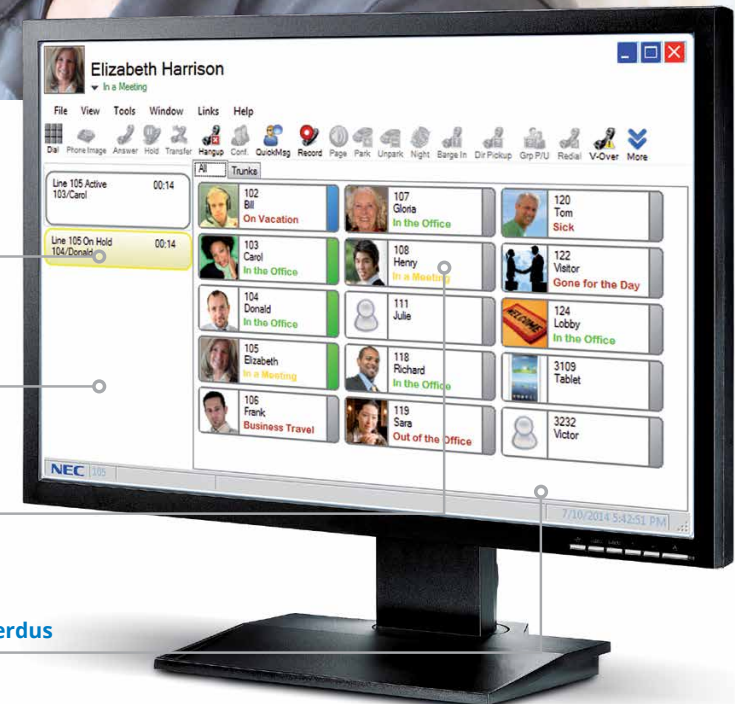 Elizabeth Harrison
In a Meeting
File View Tools Window Links Help
Dial Phone Image Answer Hold Transfer Hangup Conf. QuickMsg Record Page Park Unpark Night Barge In Dir Pickup Grp P/U Redial V-Over More
All Trunks
Line 105 Active 00:14
103/Carol
Line 105 On Hold 00:14
104/Donald
102
Bill
On Vacation
103
Carol
In the Office
104
Donald
In the Office
105
Elizabeth
In a Meeting
106
Frank
Business Travel
107
Gloria
In the Office
108
Henry
In a Meeting
111
Julie
118
Richard
In the Office
119
Sara
Out of the Office
120
Tom
Sick
122
Visitor
Gone for the Day
WELCOME
124
Lobby
In the Office
3109
Tablet
3232
Victor
NEC 105
7/10/2014 5:42:51 PM
erdus